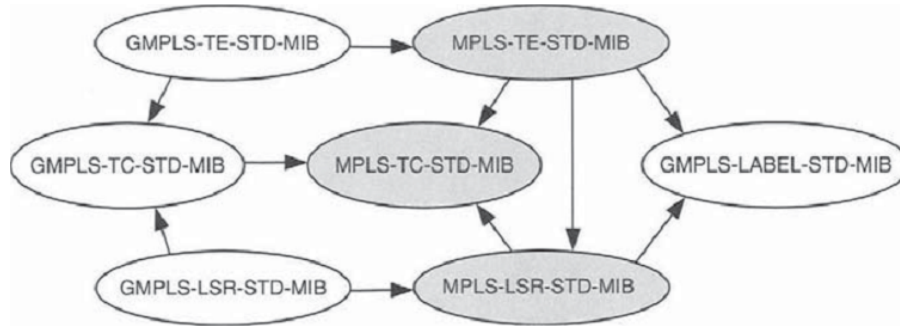 GMPLS-TE-STD-MIB
MPLS-TE-STD-MIB
GMPLS-TC-STD-MIB
MPLS-TC-STD-MIB
GMPLS-LABEL-STD-MIB
GMPLS-LSR-STD-MIB
MPLS-LSR-STD-MIB